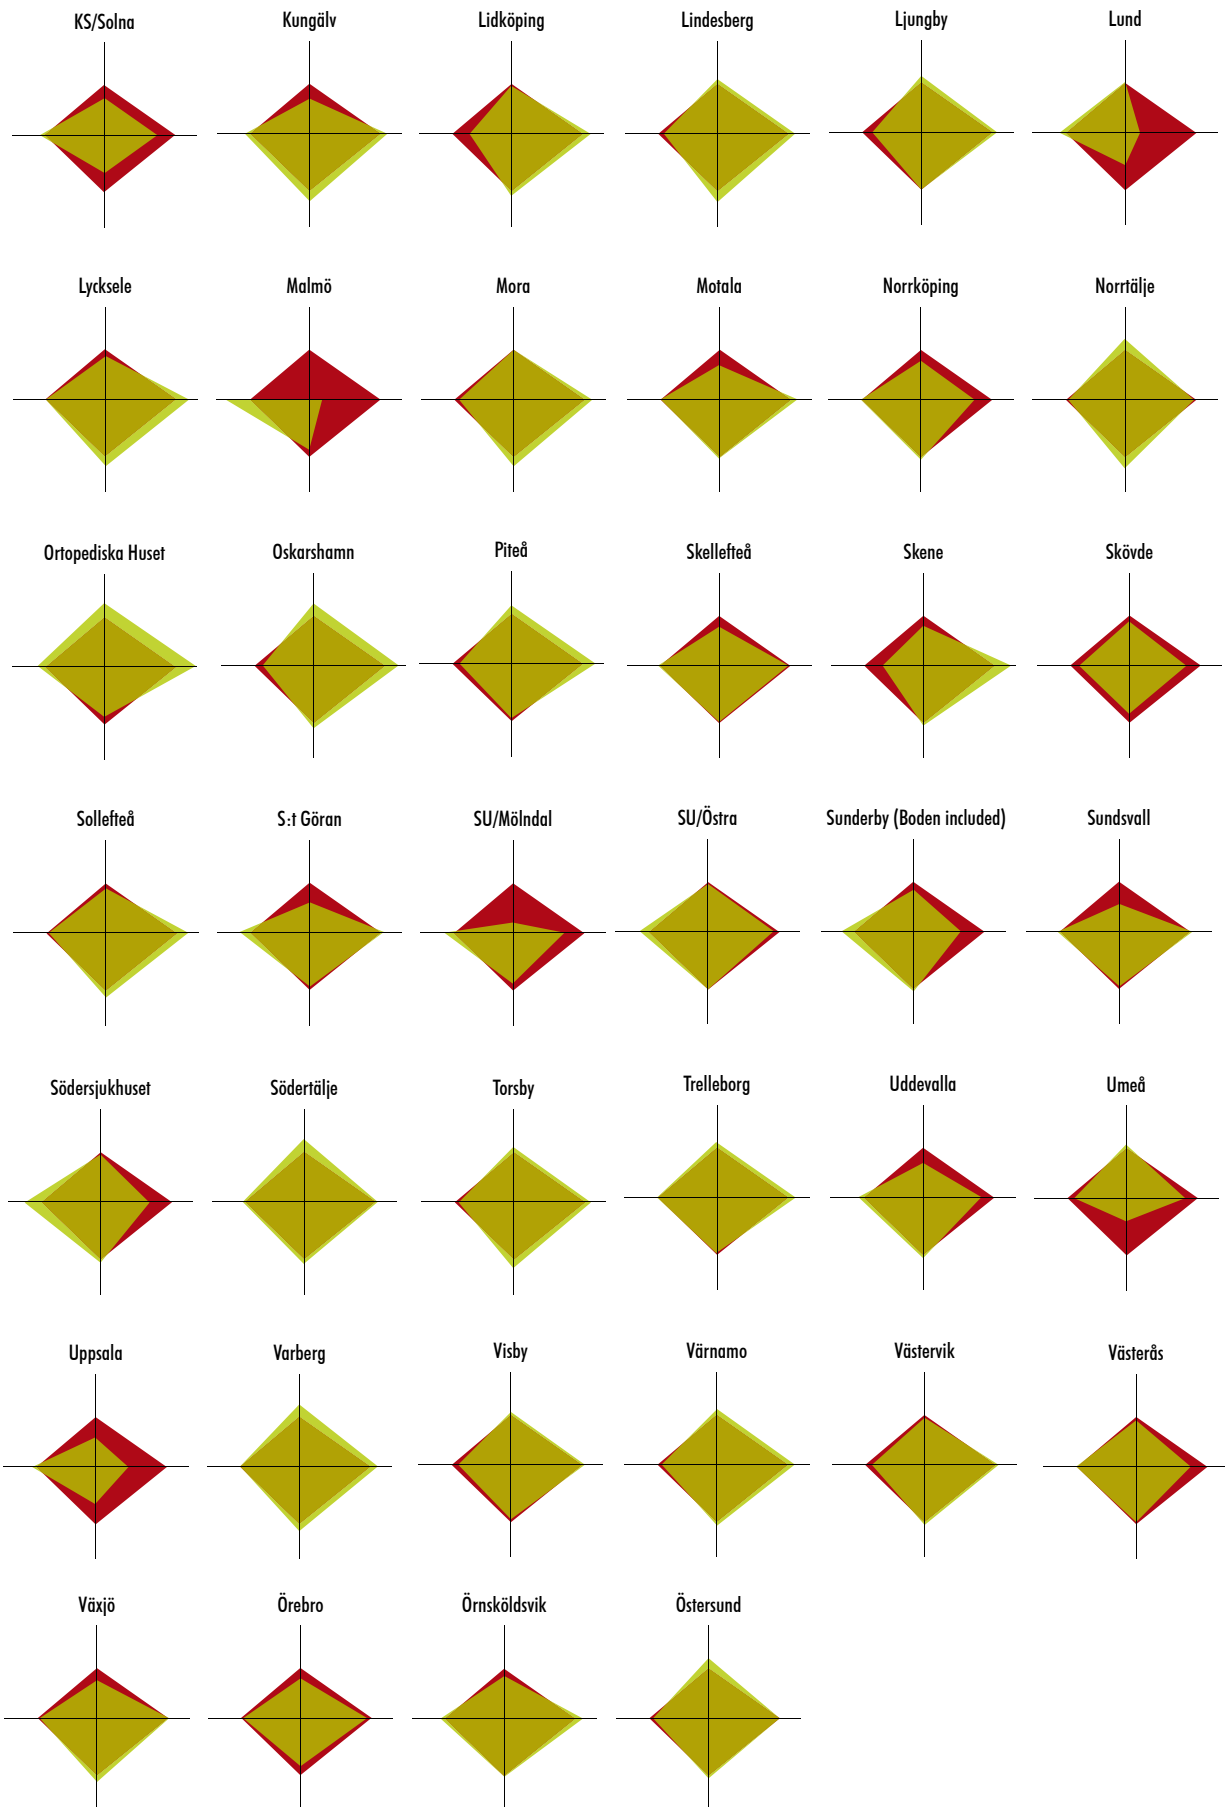 KS/Solna
Kungälv
Lidköping
Lindesberg
Ljungby
Lund
Lycksele
Malmö
Mora
Motala
Norrköping
Norrtälje
Ortopediska Huset
Oskarshamn
Piteå
Skellefteå
Skene
Skövde
Sollefteå
S:t Göran
SU/Mölndal
SU/Östra
Sunderby (Boden included)
Sundsvall
Södersjukhuset
Södertälje
Torsby
Trelleborg
Uddevalla
Umeå
Uppsala
Varberg
Visby
Värnamo
Västervik
Västerås
Växjö
Örebro
Örnsköldsvik
Östersund